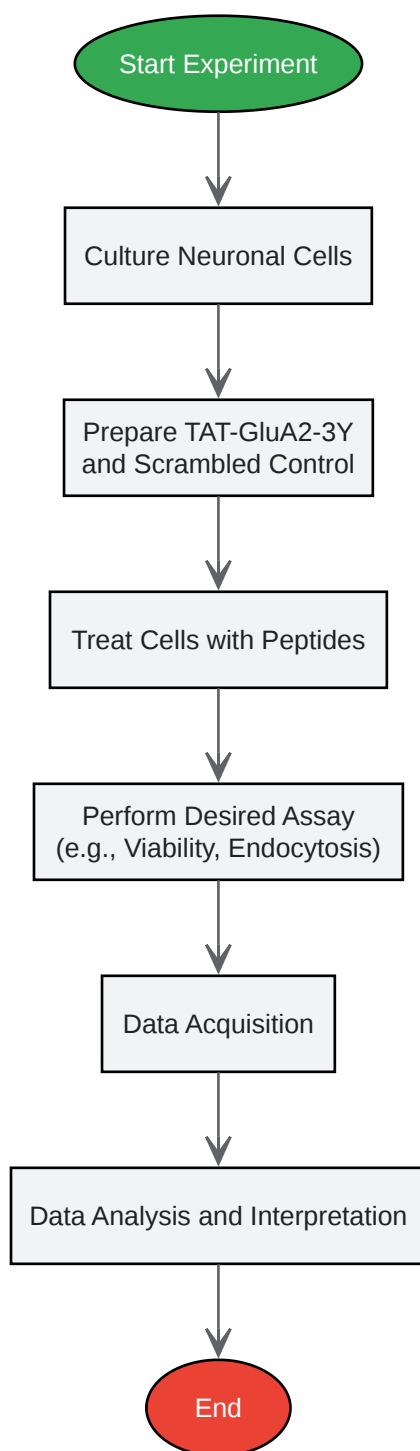 Start Experiment
Culture Neuronal Cells
Prepare TAT-GluA2-3Y
and Scrambled Control
Treat Cells with Peptides
Perform Desired Assay
(e.g., Viability, Endocytosis)
Data Acquisition
Data Analysis and Interpretation
End